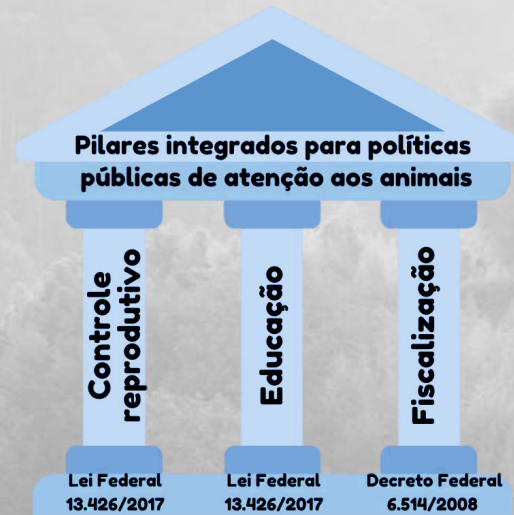 Pilares integrados para políticas
públicas de atenção aos animais
Controle
reprodutivo
Educação
Fiscalização
Lei Federal
13.426/2017
Lei Federal
13.426/2017
Decreto Federal
6.514/2008